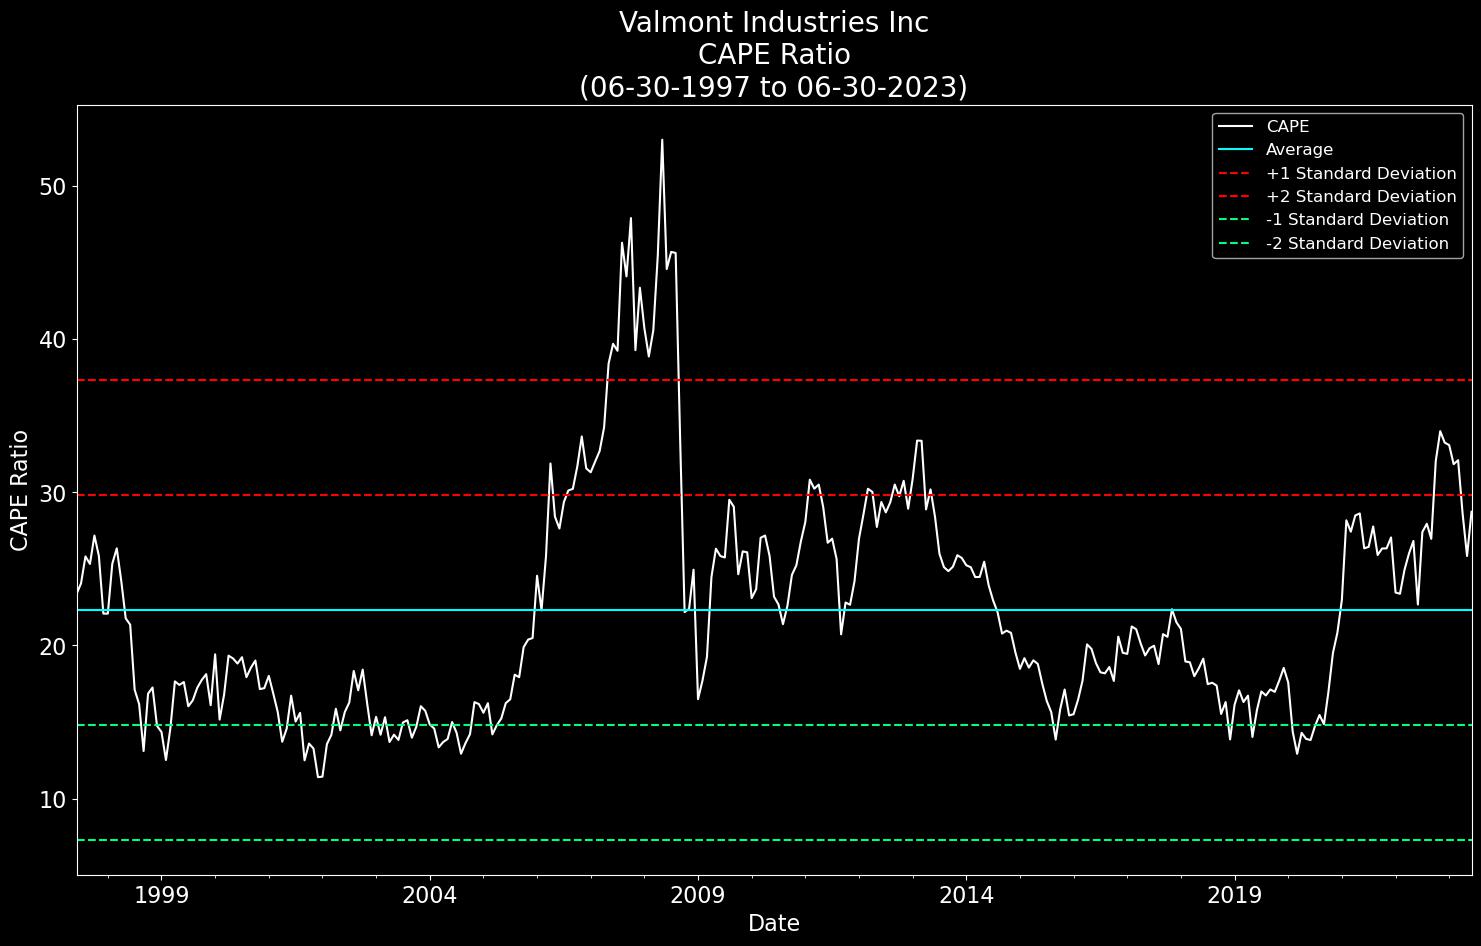 Valmont Industries Inc
CAPE Ratio
(06-30-1997 to 06-30-2023)
CAPE
Average
+1 Standard Deviation
+2 Standard Deviation
-1 Standard Deviation
-2 Standard Deviation
CAPE Ratio
50
40
30
20
10
1999
2004
2009
2014
2019
Date